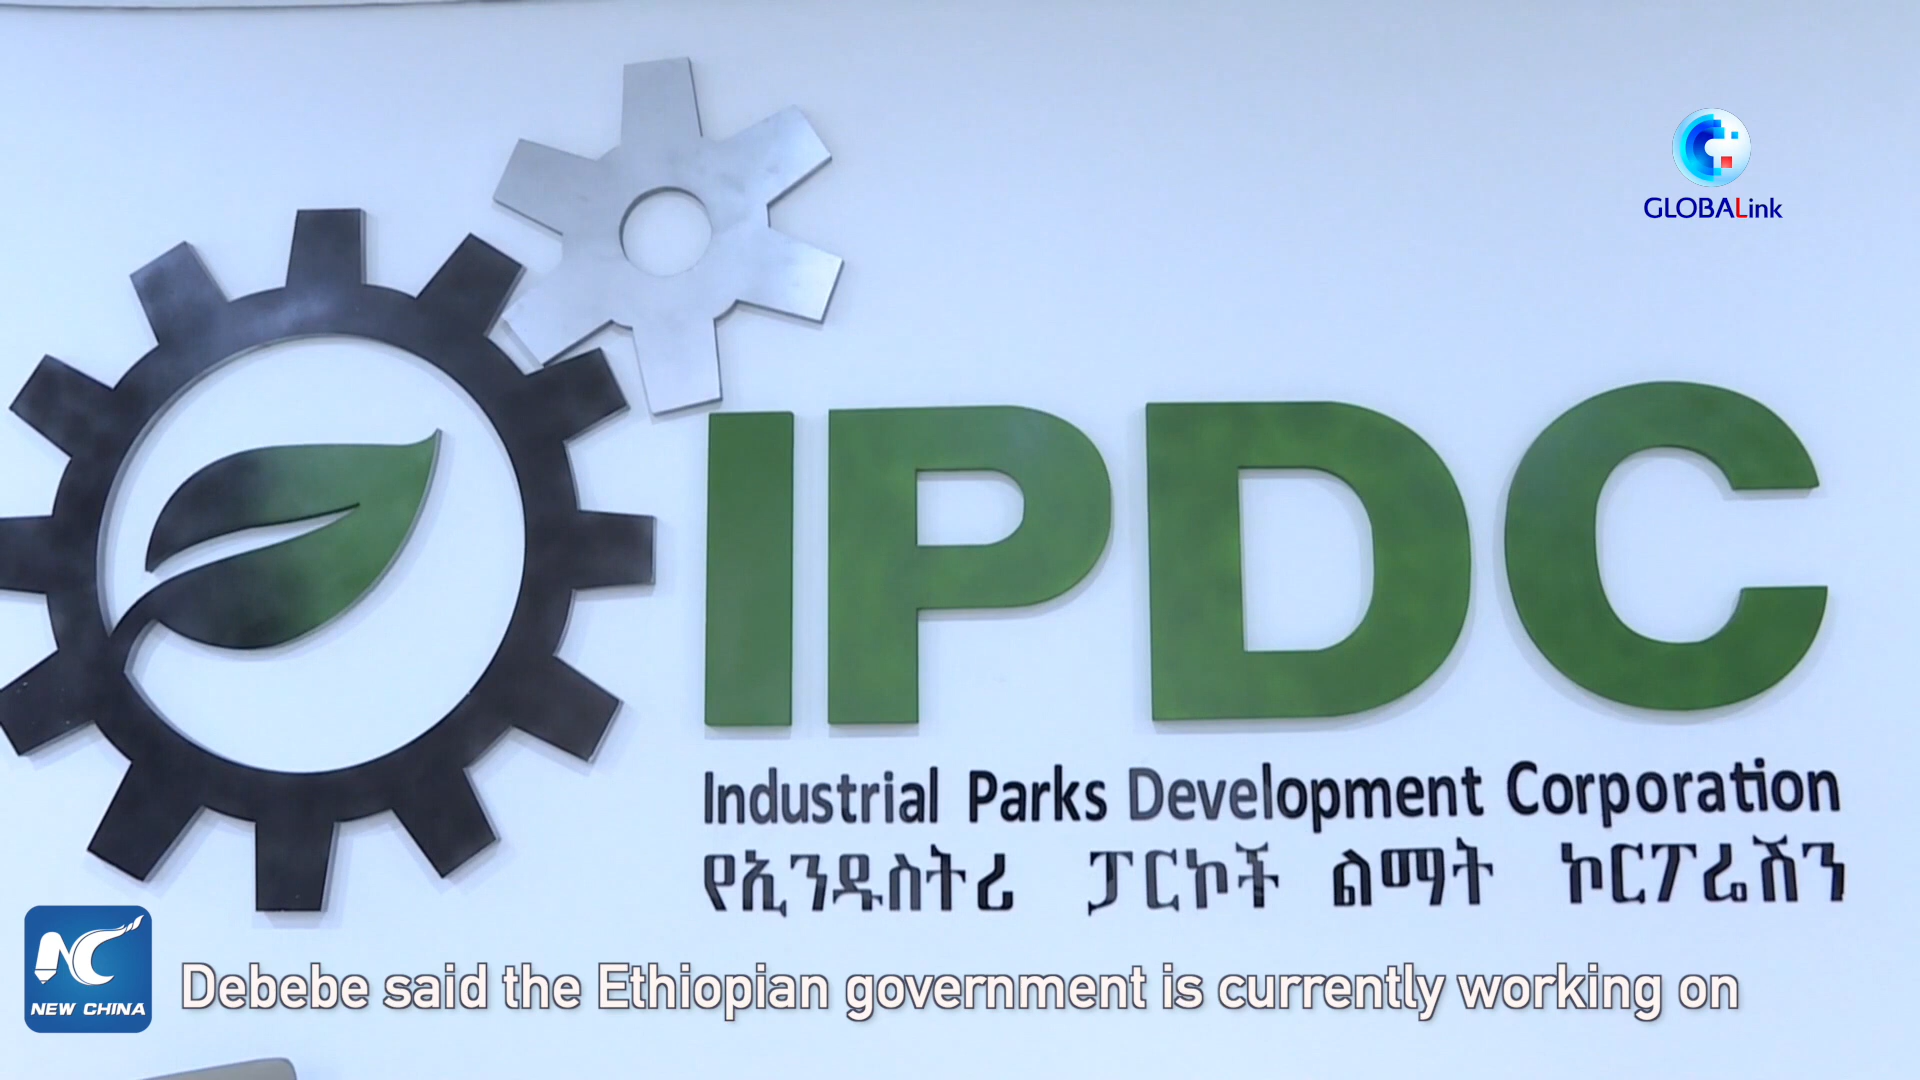 GLOBALink
IPDC
Industrial Parks Development Corporation
የኢንዱስትሪ ፓርኮች ልማት ኮርፖሬሽን
NEW CHINA
Debebe said the Ethiopian government is currently working on